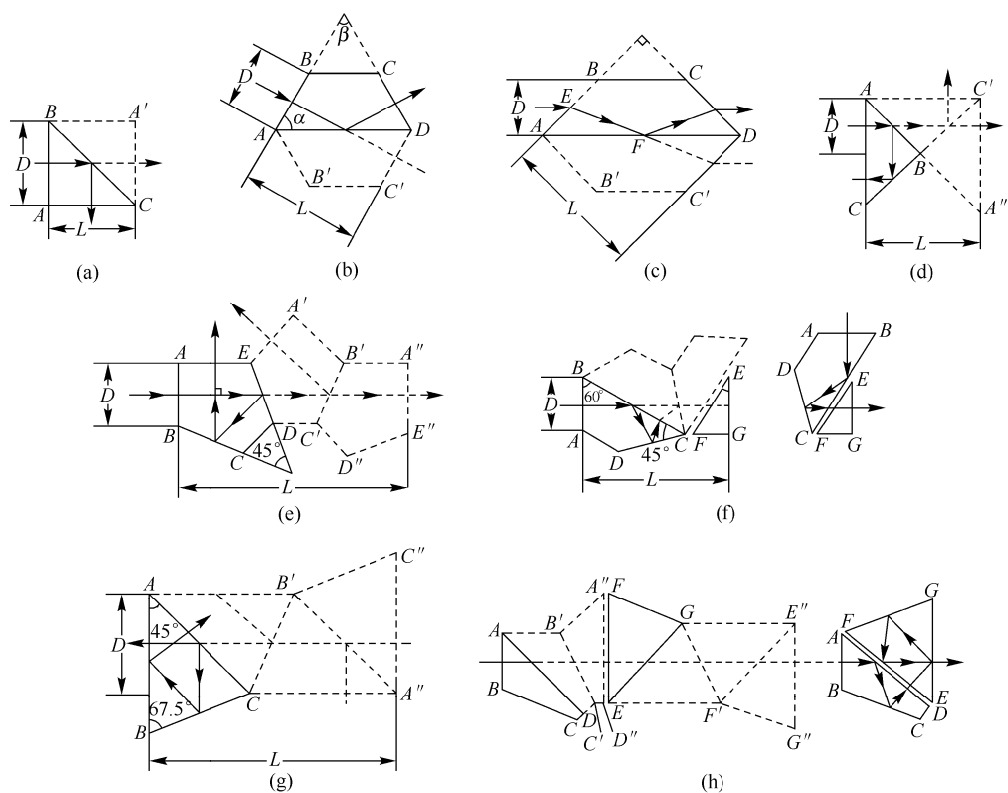 B A′
D
A C
L
(a)
β
B C
D
α
A D
B′ C′
L
(b)
B C
D E
A F D
B′ C′
L
(c)
A C′
D
B
C A″
L
(d)
A′
A E B′ A″
D
B D C′ E″
C 45° D″
L
(e)
B E
D 60°
A C F G
D 45°
L
A B
D E
C F G
(f)
A B′ C″
45°
D
67.5° C A″
B
L
(g)
A″ F
A B′ G E″
B
C D E F′
C′ D″ G″
G
F
A
B E
D
C
(h)